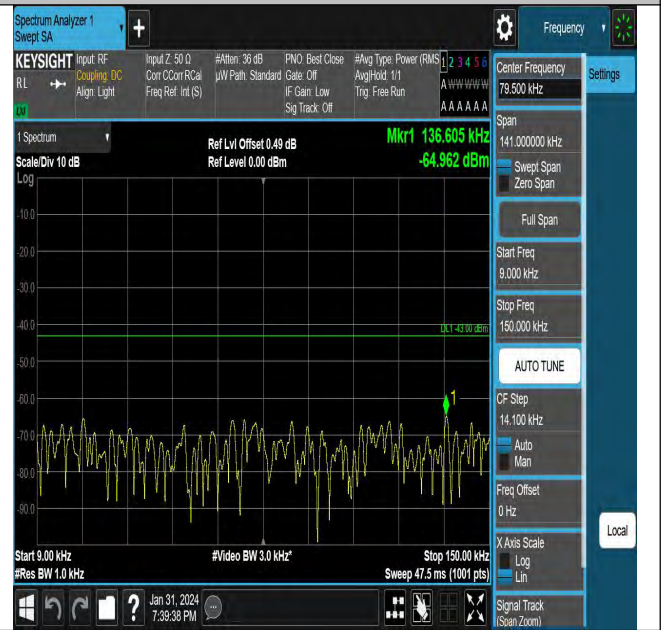 Spectrum Analyzer 1
Swept SA
+
Frequency
KEYSIGHT
RL
Input: RF
Coupling: DC
Align: Light
Input Z: 50 Ω
Corr CCorr RCal
Freq Ref: Int (S)
#Atten: 36 dB
µW Path: Standard
PNO: Best Close
Gate: Off
IF Gain: Low
Sig Track: Off
#Avg Type: Power (RMS
Avg|Hold: 1/1
Trig: Free Run
1 2 3 4 5 6
A W W W W W
A A A A A A
1 Spectrum
Scale/Div 10 dB
Ref Lvl Offset 0.49 dB
Ref Level 0.00 dBm
Mkr1 136.605 kHz
-64.962 dBm
Log
-10.0
-20.0
-30.0
-40.0
-50.0
-60.0
-70.0
-80.0
-90.0
DL1 -43.00 dBm
1
Start 9.00 kHz
#Res BW 1.0 kHz
#Video BW 3.0 kHz*
Stop 150.00 kHz
Sweep 47.5 ms (1001 pts)
Center Frequency
79.500 kHz
Settings
Span
141.000000 kHz
Swept Span
Zero Span
Full Span
Start Freq
9.000 kHz
Stop Freq
150.000 kHz
AUTO TUNE
CF Step
14.100 kHz
Auto
Man
Freq Offset
0 Hz
X Axis Scale
Log
Lin
Signal Track
(Span Zoom)
Local
?
Jan 31, 2024
7:39:38 PM